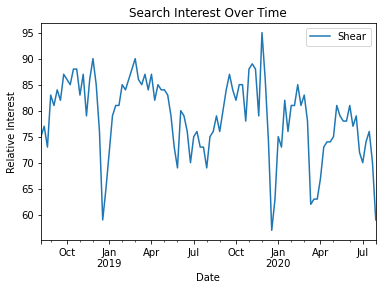 Search Interest Over Time
Shear
Relative Interest
95
90
85
80
75
70
65
60
Oct
Jan
2019
Apr
Jul
Oct
Jan
2020
Apr
Jul
Date